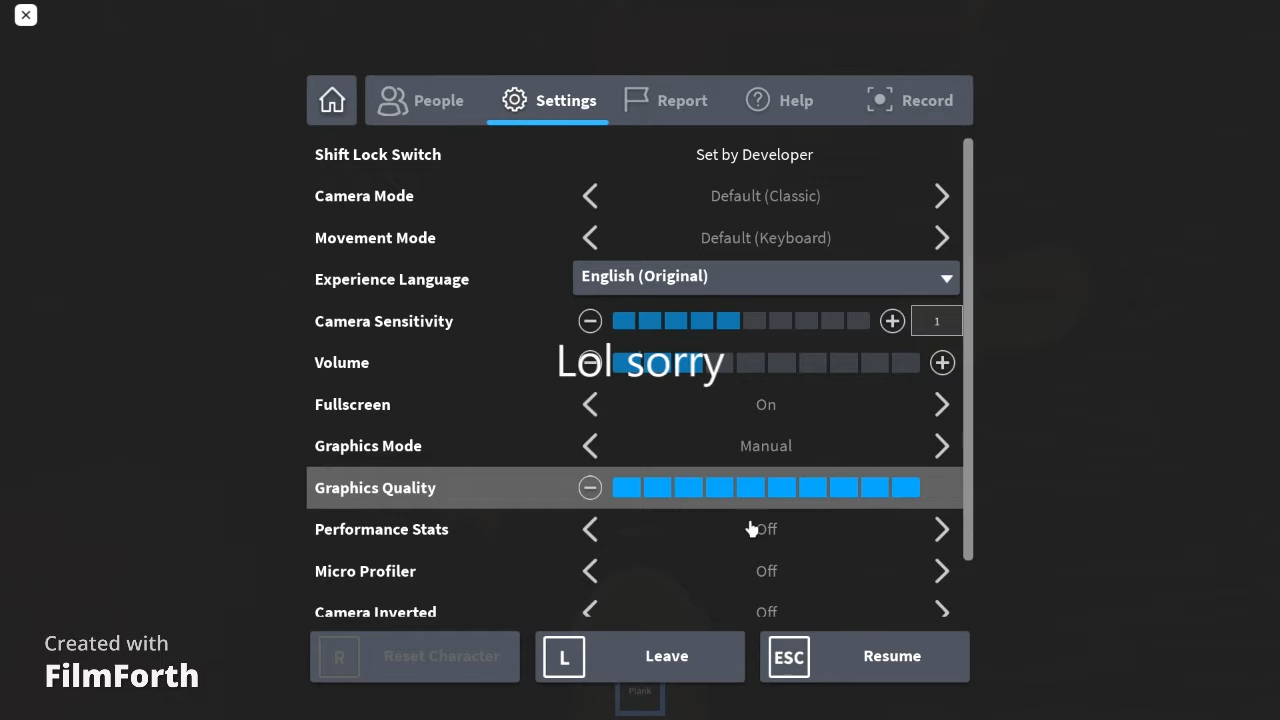 People
Settings
Report
Help
Record
Shift Lock Switch
Set by Developer
Camera Mode
Default (Classic)
Movement Mode
Default (Keyboard)
Experience Language
English (Original)
Camera Sensitivity
1
Volume
Lol sorry
Fullscreen
On
Graphics Mode
Manual
Graphics Quality
Performance Stats
Off
Micro Profiler
Off
Camera Inverted
Off
R
Reset Character
L
Leave
ESC
Resume
Created with
FilmForth
Plank